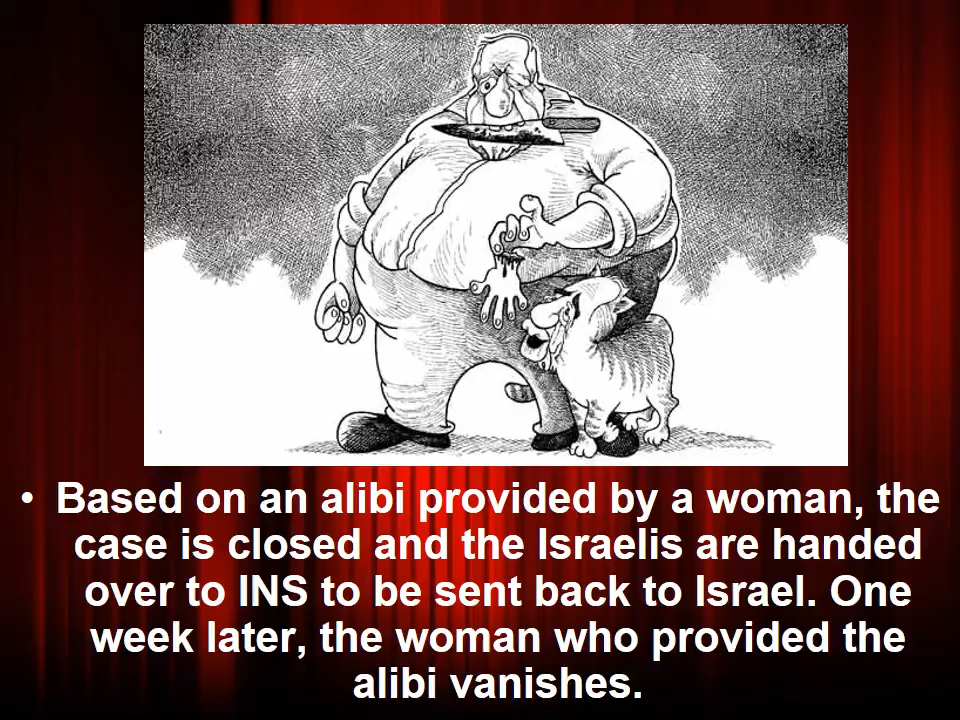 • Based on an alibi provided by a woman, the
case is closed and the Israelis are handed
over to INS to be sent back to Israel. One
week later, the woman who provided the
alibi vanishes.